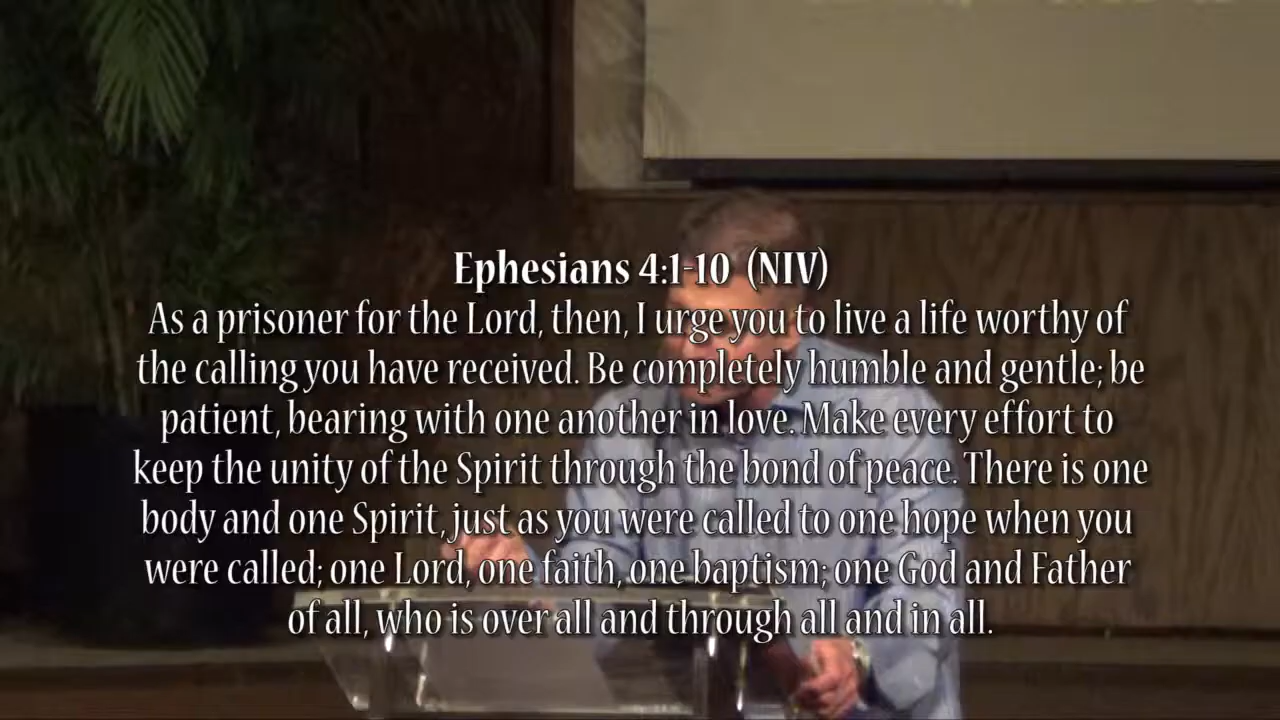 Ephesians 4:1-10 (NIV)
As a prisoner for the Lord, then, I urge you to live a life worthy of
the calling you have received. Be completely humble and gentle; be
patient, bearing with one another in love. Make every effort to
keep the unity of the Spirit through the bond of peace. There is one
body and one Spirit, just as you were called to one hope when you
were called; one Lord, one faith, one baptism; one God and Father
of all, who is over all and through all and in all.